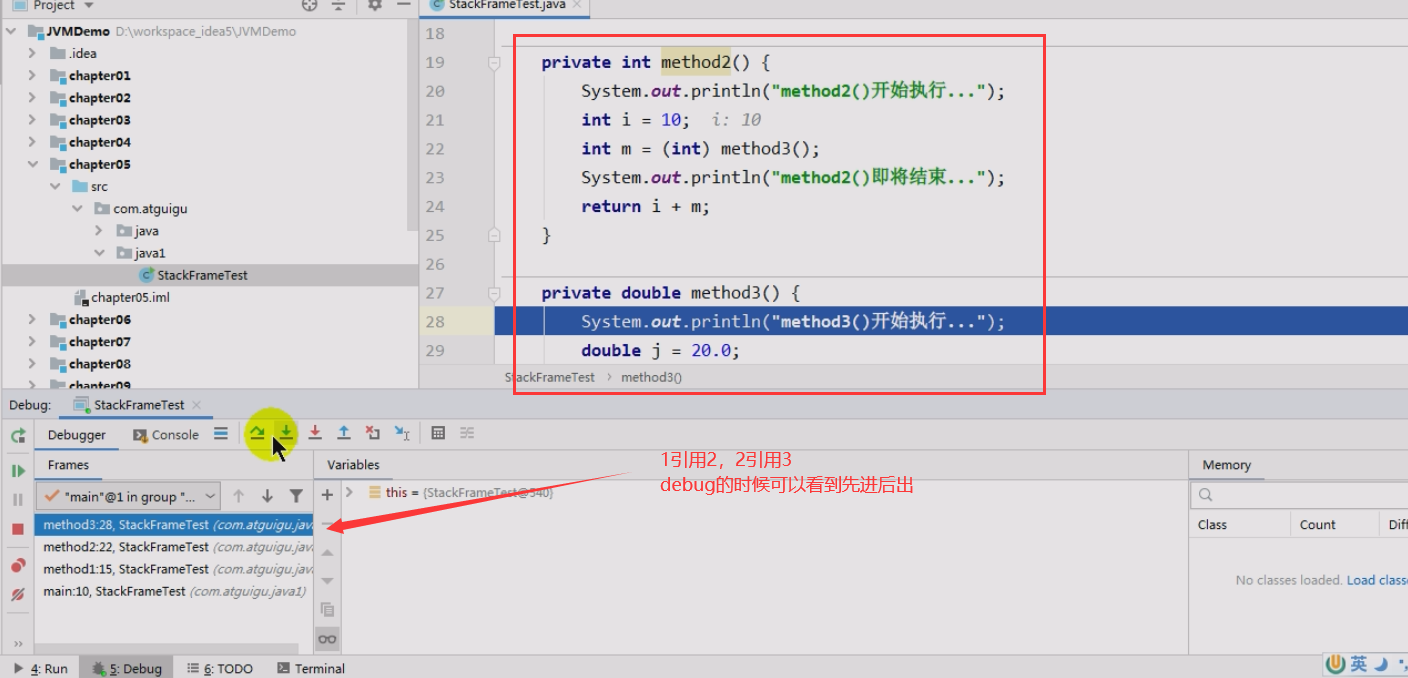 Project
StackFrameTest.java
JVMDemo D:\workspace_idea5\JVMDemo
.idea
chapter01
chapter02
chapter03
chapter04
chapter05
src
com.atguigu
java
java1
StackFrameTest
chapter05.iml
chapter06
chapter07
chapter08
chapter09
18
19 private int method2() {
20 System.out.println("method2()开始执行...");
21 int i = 10; i: 10
22 int m = (int) method3();
23 System.out.println("method2()即将结束...");
24 return i + m;
25 }
26
27 private double method3() {
28 System.out.println("method3()开始执行...");
29 double j = 20.0;
StackFrameTest › method3()
Debug: StackFrameTest
Debugger Console
Frames Variables Memory
"main"@1 in group "...
this = {StackFrameTest@540}
1引用2，2引用3
debug的时候可以看到先进后出
method3:28, StackFrameTest (com.atguigu.jav
method2:22, StackFrameTest (com.atguigu.jav
method1:15, StackFrameTest (com.atguigu.jav
main:10, StackFrameTest (com.atguigu.java1)
Class Count Diff
No classes loaded. Load classe
4: Run 5: Debug 6: TODO Terminal
英